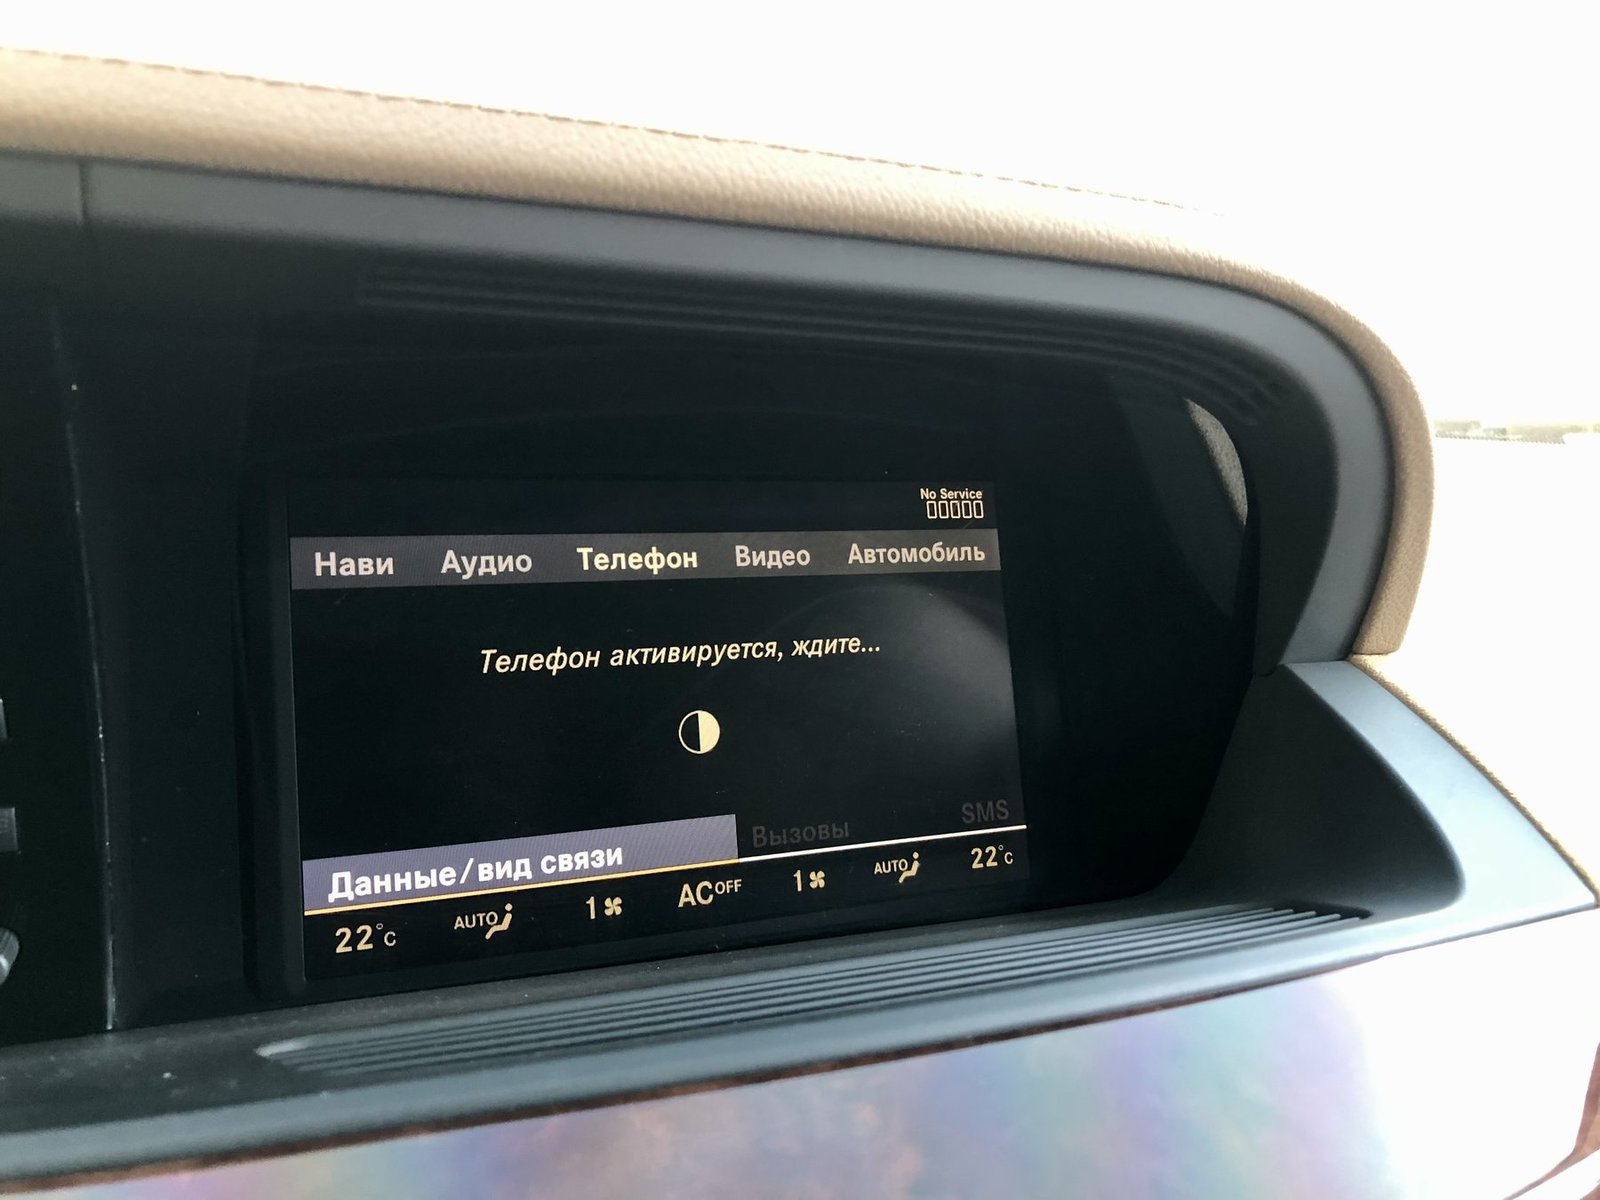 No Service
Нави Аудио Телефон Видео Автомобиль
Телефон активируется, ждите...
Данные/вид связи Вызовы SMS
22°C AUTO 1 AC OFF 1 AUTO 22°C